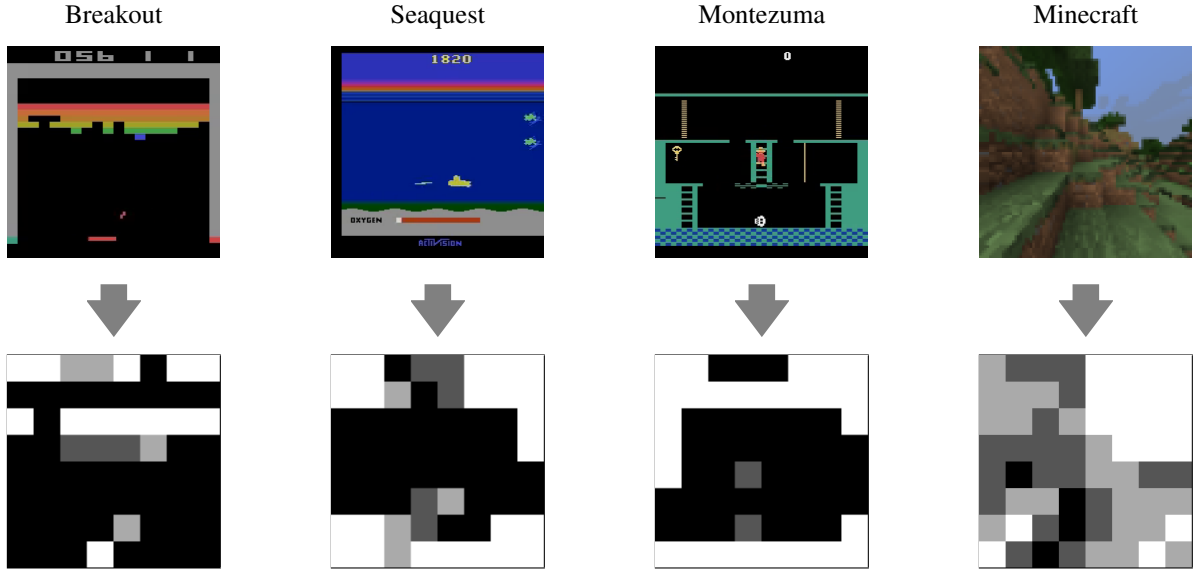 Breakout Seaquest Montezuma Minecraft
056 1 1
1820
0
OXYGEN
ACTIVISION